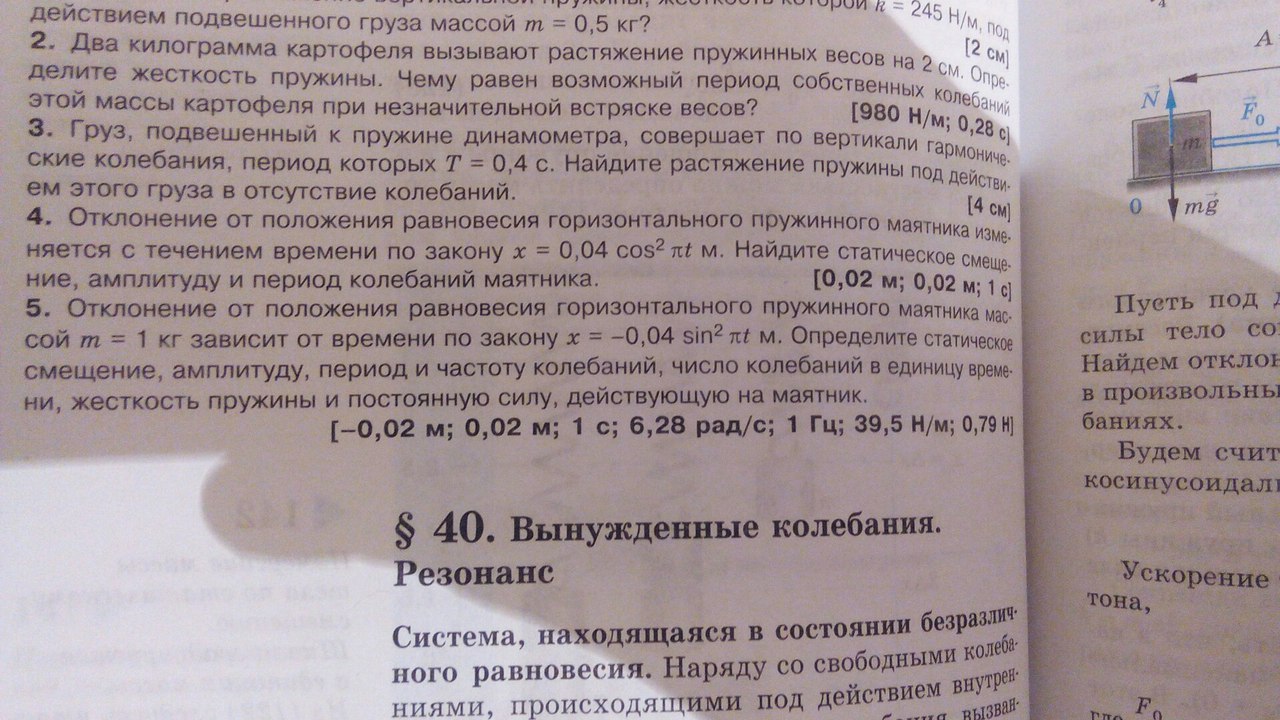 вертикальной пружины, жесткость которой k = 245 Н/м, под
действием подвешенного груза массой m = 0,5 кг?
[2 см]
2. Два килограмма картофеля вызывают растяжение пружинных весов на 2 см. Опре-
делите жесткость пружины. Чему равен возможный период собственных колебаний
этой массы картофеля при незначительной встряске весов?
[980 Н/м; 0,28 с]
3. Груз, подвешенный к пружине динамометра, совершает по вертикали гармониче-
ские колебания, период которых T = 0,4 с. Найдите растяжение пружины под действи-
ем этого груза в отсутствие колебаний.
[4 см]
4. Отклонение от положения равновесия горизонтального пружинного маятника изме-
няется с течением времени по закону x = 0,04 cos² πt м. Найдите статическое смеще-
ние, амплитуду и период колебаний маятника.
[0,02 м; 0,02 м; 1 с]
5. Отклонение от положения равновесия горизонтального пружинного маятника мас-
сой m = 1 кг зависит от времени по закону x = –0,04 sin² πt м. Определите статическое
смещение, амплитуду, период и частоту колебаний, число колебаний в единицу време-
ни, жесткость пружины и постоянную силу, действующую на маятник.
[–0,02 м; 0,02 м; 1 с; 6,28 рад/с; 1 Гц; 39,5 Н/м; 0,79 Н]
§ 40. Вынужденные колебания.
Резонанс
Система, находящаяся в состоянии безразлич-
ного равновесия. Наряду со свободными колеба-
ниями, происходящими под действием внутрен-
вызван-
A
N⃗
F⃗₀
m
0
mg⃗
Пусть под
силы тело
Найдем
в
баниях.
Будем
Ускорение
тона,
F₀
где